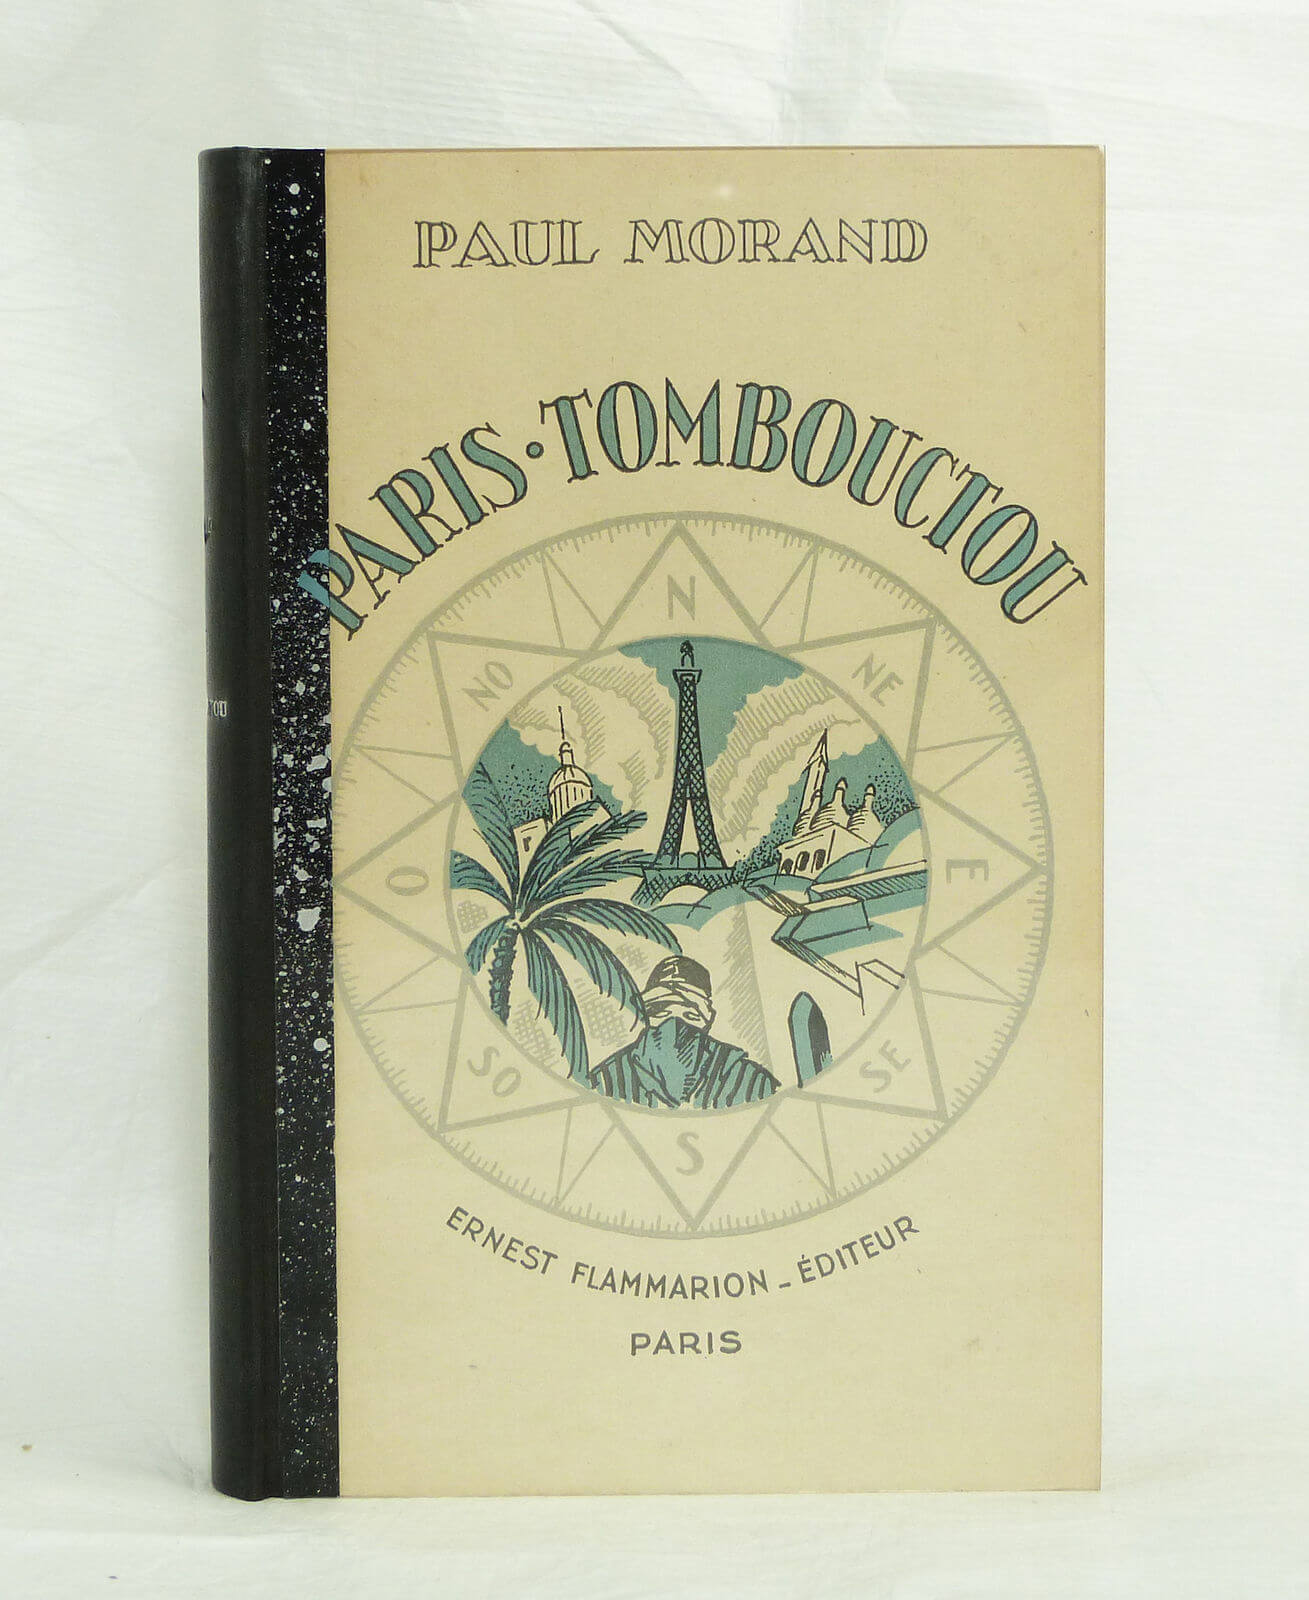 PAUL MORAND
PARIS·TOMBOUCTOU
N
NO
NE
O
E
SO
SE
S
ERNEST FLAMMARION - ÉDITEUR
PARIS